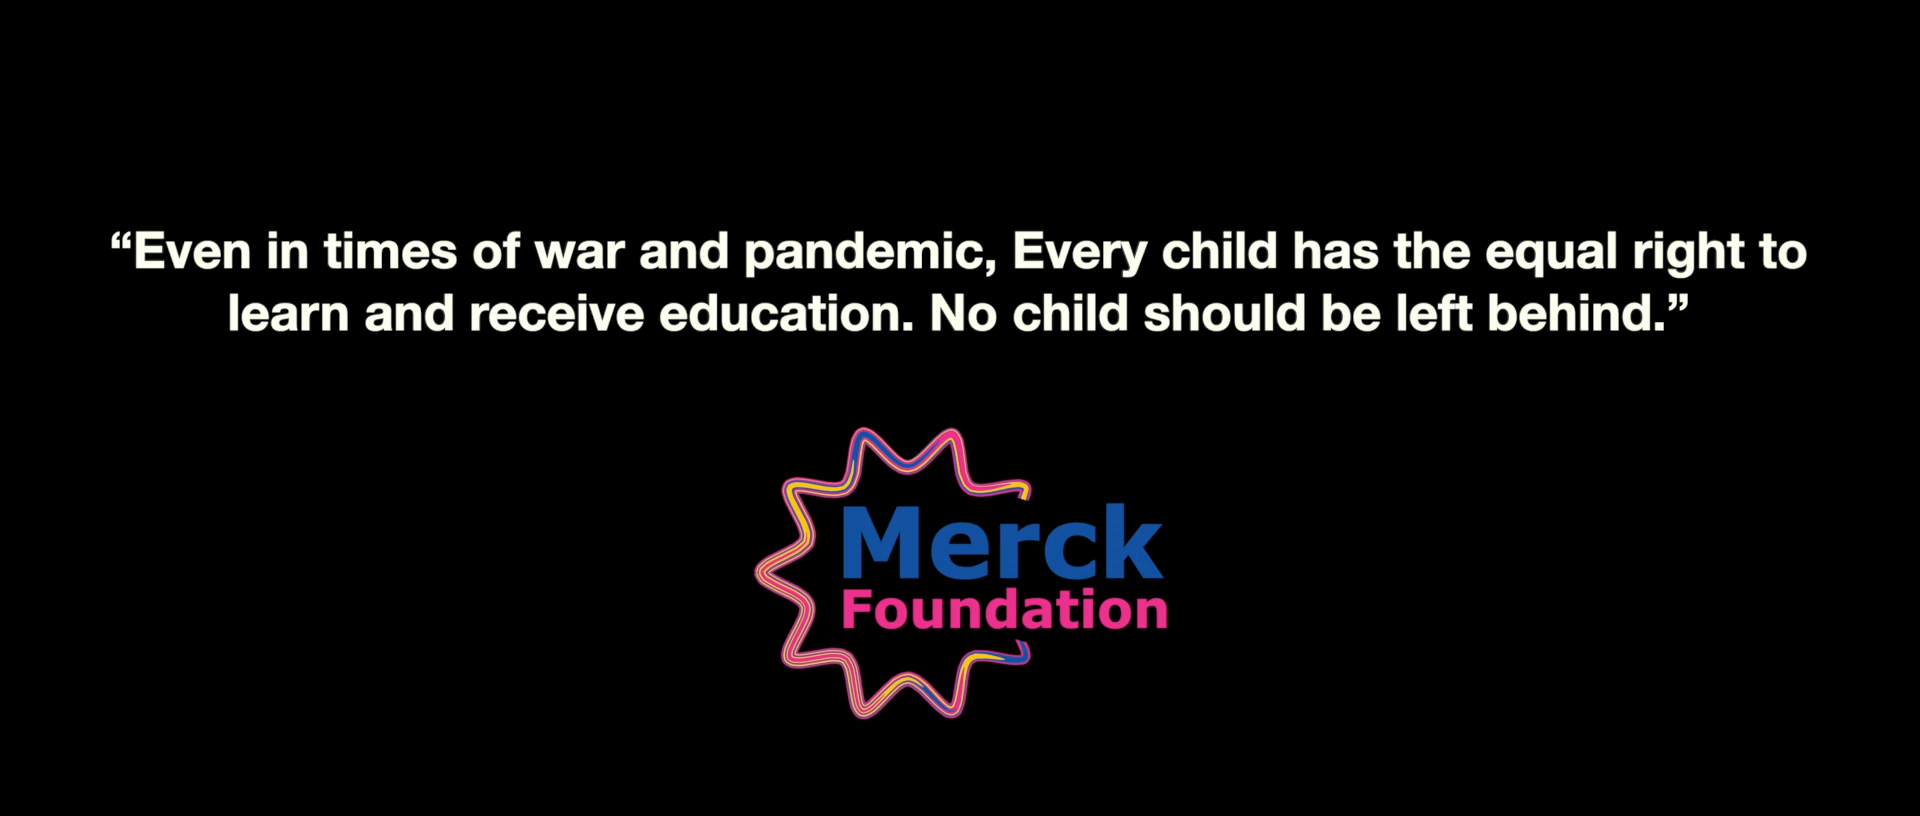 “Even in times of war and pandemic, Every child has the equal right to
learn and receive education. No child should be left behind.”
Merck
Foundation